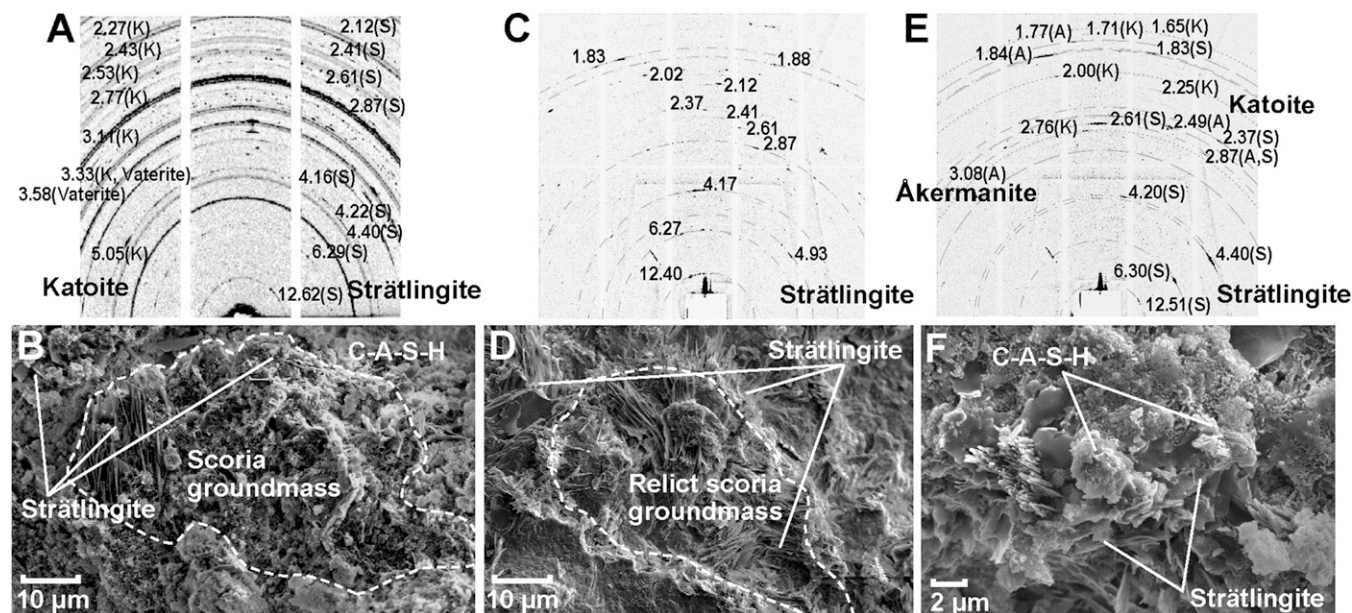 A
2.27(K)
2.43(K)
2.53(K)
2.77(K)
3.11(K)
3.33(K, Vaterite)
3.58(Vaterite)
5.05(K)
Katoite
2.12(S)
2.41(S)
2.61(S)
2.87(S)
4.16(S)
4.22(S)
4.40(S)
6.29(S)
12.62(S)
Strätlingite
C
1.83
1.88
2.02
2.12
2.37
2.41
2.61
2.87
4.17
6.27
4.93
12.40
Strätlingite
E
1.77(A)
1.71(K)
1.65(K)
1.84(A)
1.83(S)
2.00(K)
2.25(K)
Katoite
2.76(K)
2.61(S)
2.49(A)
2.37(S)
2.87(A,S)
3.08(A)
Åkermanite
4.20(S)
4.40(S)
6.30(S)
12.51(S)
Strätlingite
B
C-A-S-H
Scoria
groundmass
Strätlingite
10 µm
D
Strätlingite
Relict scoria
groundmass
10 µm
F
C-A-S-H
Strätlingite
2 µm